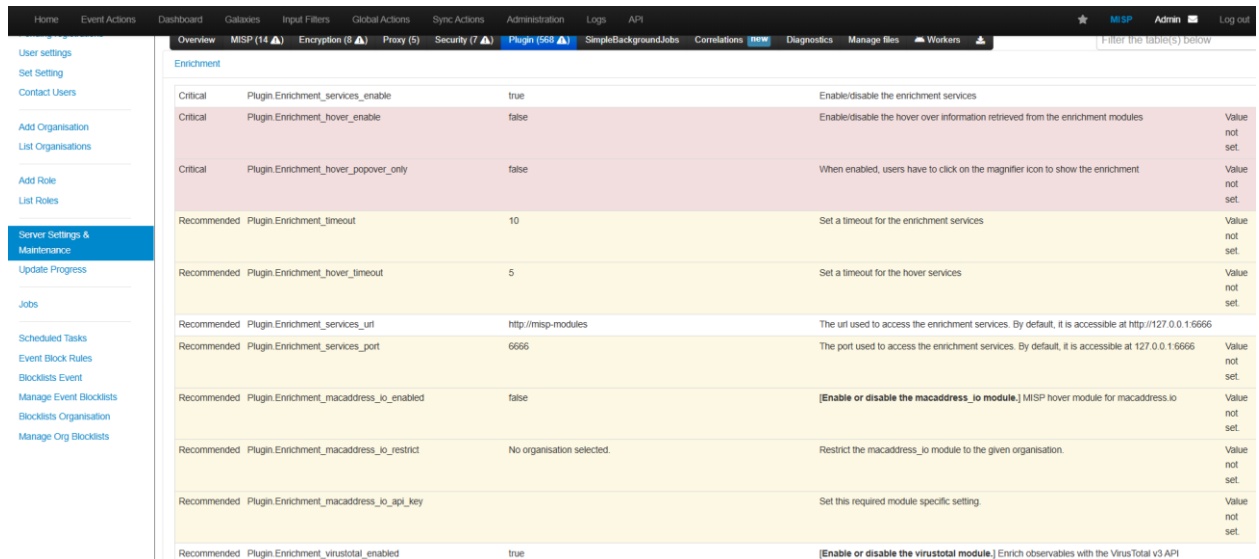 Home Event Actions Dashboard Galaxies Input Filters Global Actions Sync Actions Administration Logs API MISP Admin Log out
Pending registrations
User settings
Set Setting
Contact Users
Add Organisation
List Organisations
Add Role
List Roles
Server Settings &
Maintenance
Update Progress
Jobs
Scheduled Tasks
Event Block Rules
Blocklists Event
Manage Event Blocklists
Blocklists Organisation
Manage Org Blocklists
Overview MISP (14) Encryption (8) Proxy (5) Security (7) Plugin (568) SimpleBackgroundJobs Correlations new Diagnostics Manage files Workers
Filter the table(s) below
Enrichment
Critical Plugin.Enrichment_services_enable true Enable/disable the enrichment services
Critical Plugin.Enrichment_hover_enable false Enable/disable the hover over information retrieved from the enrichment modules Value
not
set.
Critical Plugin.Enrichment_hover_popover_only false When enabled, users have to click on the magnifier icon to show the enrichment Value
not
set.
Recommended Plugin.Enrichment_timeout 10 Set a timeout for the enrichment services Value
not
set.
Recommended Plugin.Enrichment_hover_timeout 5 Set a timeout for the hover services Value
not
set.
Recommended Plugin.Enrichment_services_url http://misp-modules The url used to access the enrichment services. By default, it is accessible at http://127.0.0.1:6666
Recommended Plugin.Enrichment_services_port 6666 The port used to access the enrichment services. By default, it is accessible at 127.0.0.1:6666 Value
not
set.
Recommended Plugin.Enrichment_macaddress_io_enabled false [Enable or disable the macaddress_io module.] MISP hover module for macaddress.io Value
not
set.
Recommended Plugin.Enrichment_macaddress_io_restrict No organisation selected. Restrict the macaddress_io module to the given organisation. Value
not
set.
Recommended Plugin.Enrichment_macaddress_io_api_key Set this required module specific setting. Value
not
set.
Recommended Plugin.Enrichment_virustotal_enabled true [Enable or disable the virustotal module.] Enrich observables with the VirusTotal v3 API